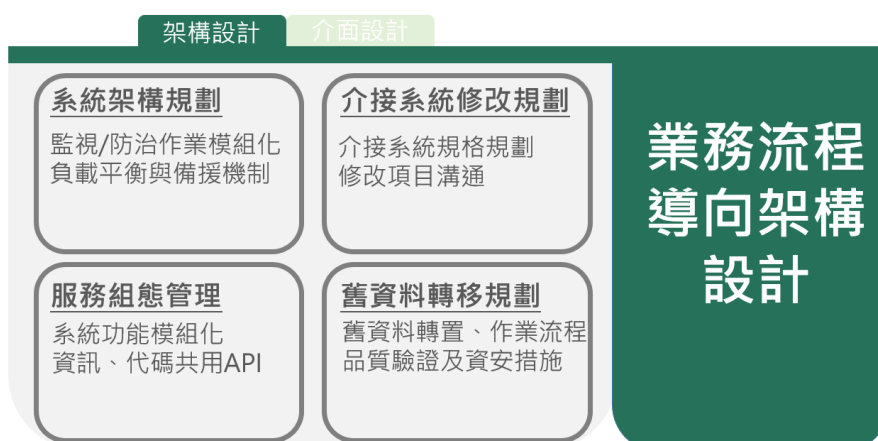 架構設計
介面設計
系統架構規劃
監視/防治作業模組化
負載平衡與備援機制
介接系統修改規劃
介接系統規格規劃
修改項目溝通
服務組態管理
系統功能模組化
資訊、代碼共用API
舊資料轉移規劃
舊資料轉置、作業流程
品質驗證及資安措施
業務流程
導向架構
設計